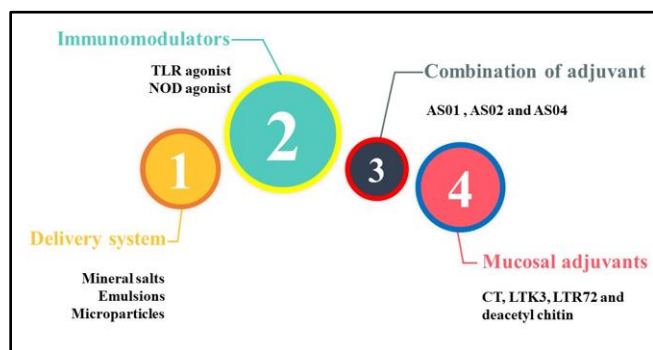 Immunomodulators
TLR agonist
NOD agonist
2
Combination of adjuvant
AS01 , AS02 and AS04
1
3
4
Delivery system
Mineral salts
Emulsions
Microparticles
Mucosal adjuvants
CT, LTK3, LTR72 and
deacetyl chitin